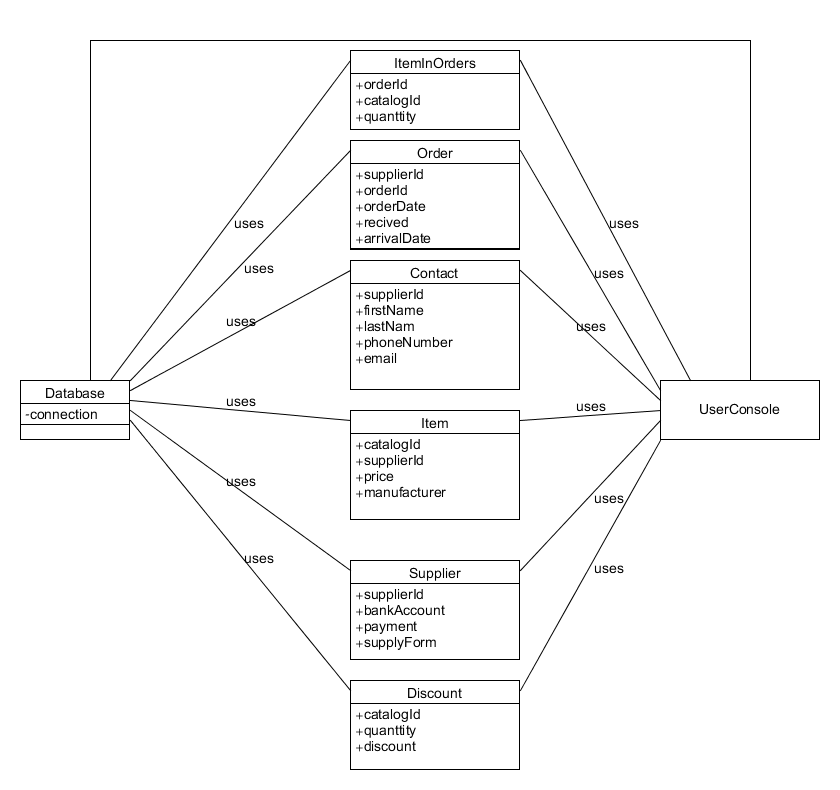 ItemInOrders
+orderId
+catalogId
+quanttity
Order
+supplierId
+orderId
+orderDate
+recived
+arrivalDate
uses
uses
uses
uses
Contact
+supplierId
+firstName
+lastNam
+phoneNumber
+email
uses
uses
Database
-connection
UserConsole
uses
uses
Item
+catalogId
+supplierId
+price
+manufacturer
uses
uses
Supplier
+supplierId
+bankAccount
+payment
+supplyForm
uses
uses
Discount
+catalogId
+quanttity
+discount